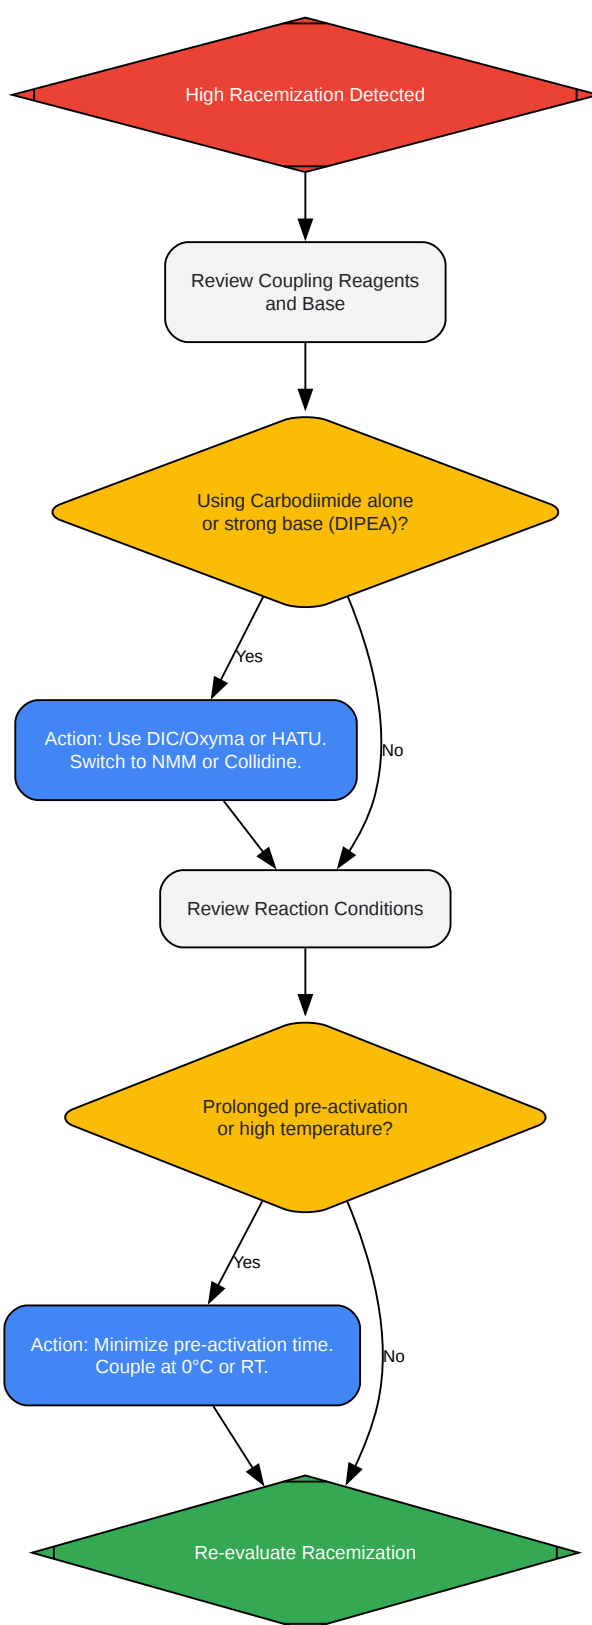 High Racemization Detected
Review Coupling Reagents
and Base
Using Carbodiimide alone
or strong base (DIPEA)?
Yes
Action: Use DIC/Oxyma or HATU.
Switch to NMM or Collidine.
No
Review Reaction Conditions
Prolonged pre-activation
or high temperature?
Yes
Action: Minimize pre-activation time.
Couple at 0°C or RT.
No
Re-evaluate Racemization